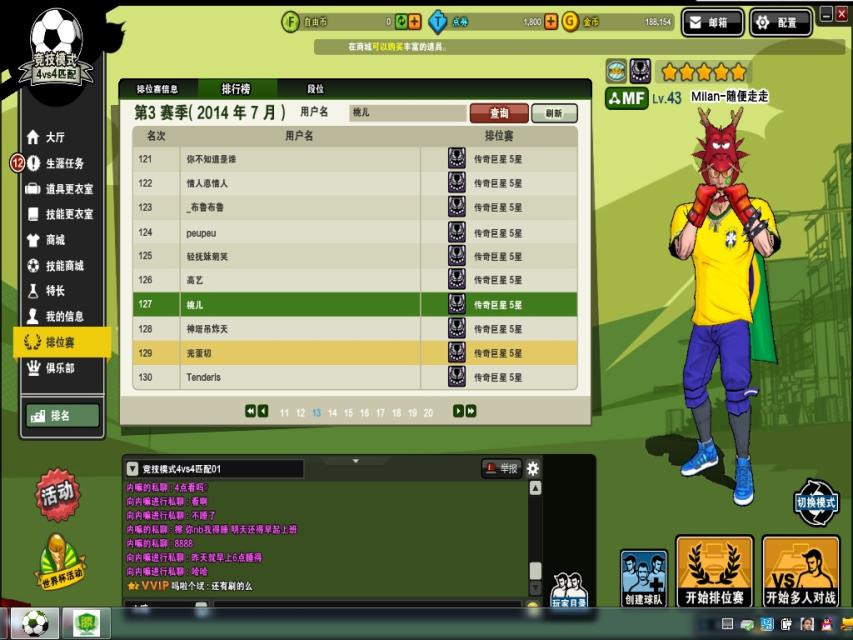 竞技模式
4vs4匹配
F 自由币 0
T 点券 1,800
G 金币 188,154
邮箱
配置
在商城可以购买丰富的道具。
MF Lv.43 Milan-随便走走
大厅
12 生涯任务
道具更衣室
技能更衣室
商城
技能商城
特长
我的信息
排位赛
俱乐部
排名
排位赛信息 排行榜 段位
第3 赛季( 2014 年 7 月 ) 用户名 桃儿 查询 刷新
名次 用户名 排位赛
121 你不知道是谁 传奇巨星 5星
122 情人恋情人 传奇巨星 5星
123 _布鲁布鲁 传奇巨星 5星
124 peupeu 传奇巨星 5星
125 轻抚妹菊笑 传奇巨星 5星
126 高艺 传奇巨星 5星
127 桃儿 传奇巨星 5星
128 神塔吊炸天 传奇巨星 5星
129 完蛋切 传奇巨星 5星
130 Tenderis 传奇巨星 5星
11 12 13 14 15 16 17 18 19 20
竞技模式4vs4匹配01
举报
内嘛的私聊 : 4点看吗?
向内嘛进行私聊 : 看啊
向内嘛进行私聊 : 不睡了
内嘛的私聊 : 擦 你nb我得睡 明天还得早起上班
内嘛的私聊 : 8888
向内嘛进行私聊 : 昨天就早上6点睡得
向内嘛进行私聊 : 哈哈
VVIP 吗啦个试 : 还有刷的么
活动
世界杯活动
玩家目录
创建球队
开始排位赛
VS
开始多人对战
切换模式